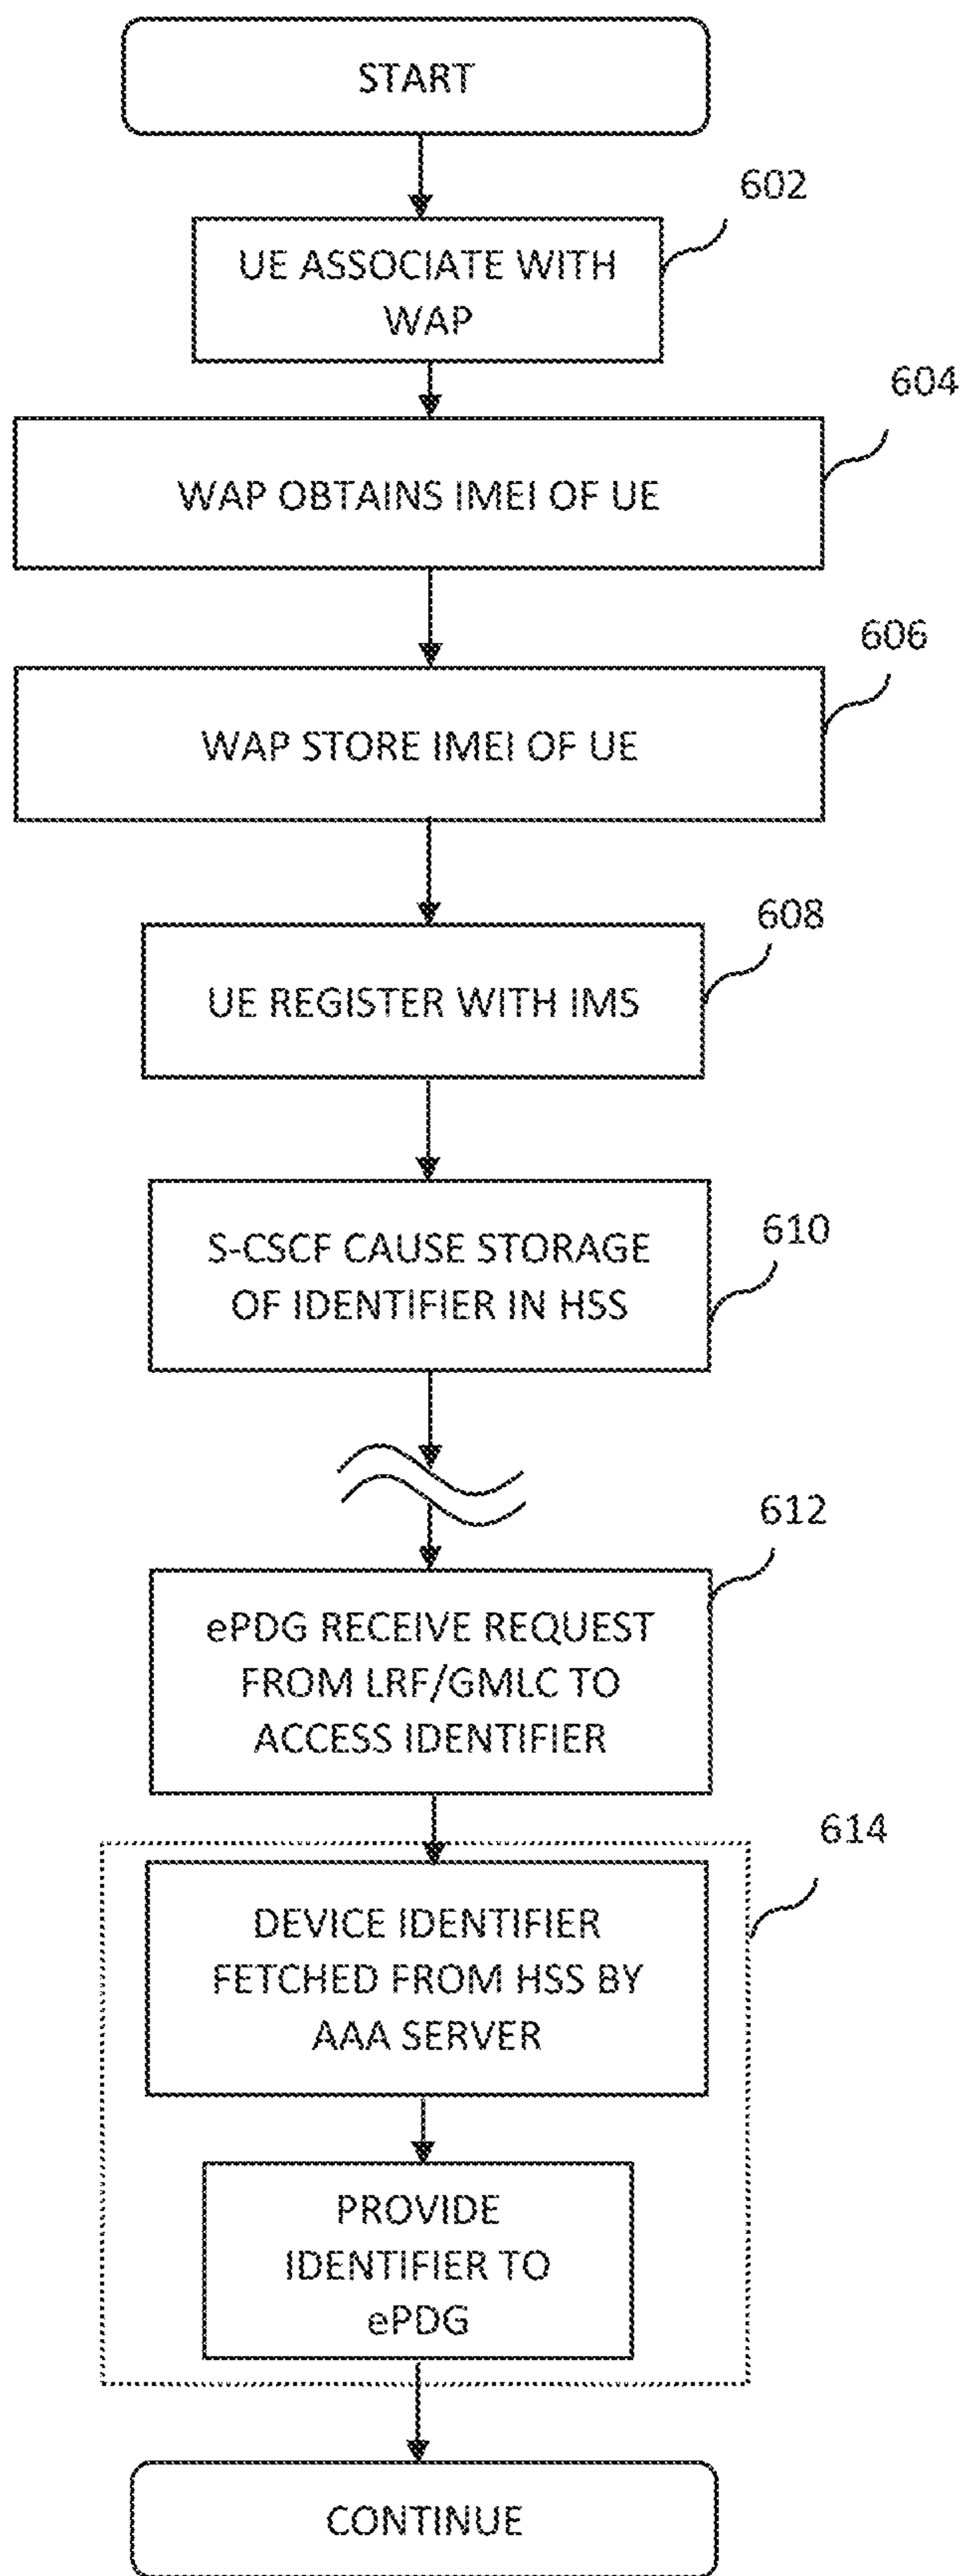 START
602
UE ASSOCIATE WITH
WAP
604
WAP OBTAINS IMEI OF UE
606
WAP STORE IMEI OF UE
608
UE REGISTER WITH IMS
610
S-CSCF CAUSE STORAGE
OF IDENTIFIER IN HSS
612
ePDG RECEIVE REQUEST
FROM LRF/GMLC TO
ACCESS IDENTIFIER
614
DEVICE IDENTIFIER
FETCHED FROM HSS BY
AAA SERVER
PROVIDE
IDENTIFIER TO
ePDG
CONTINUE